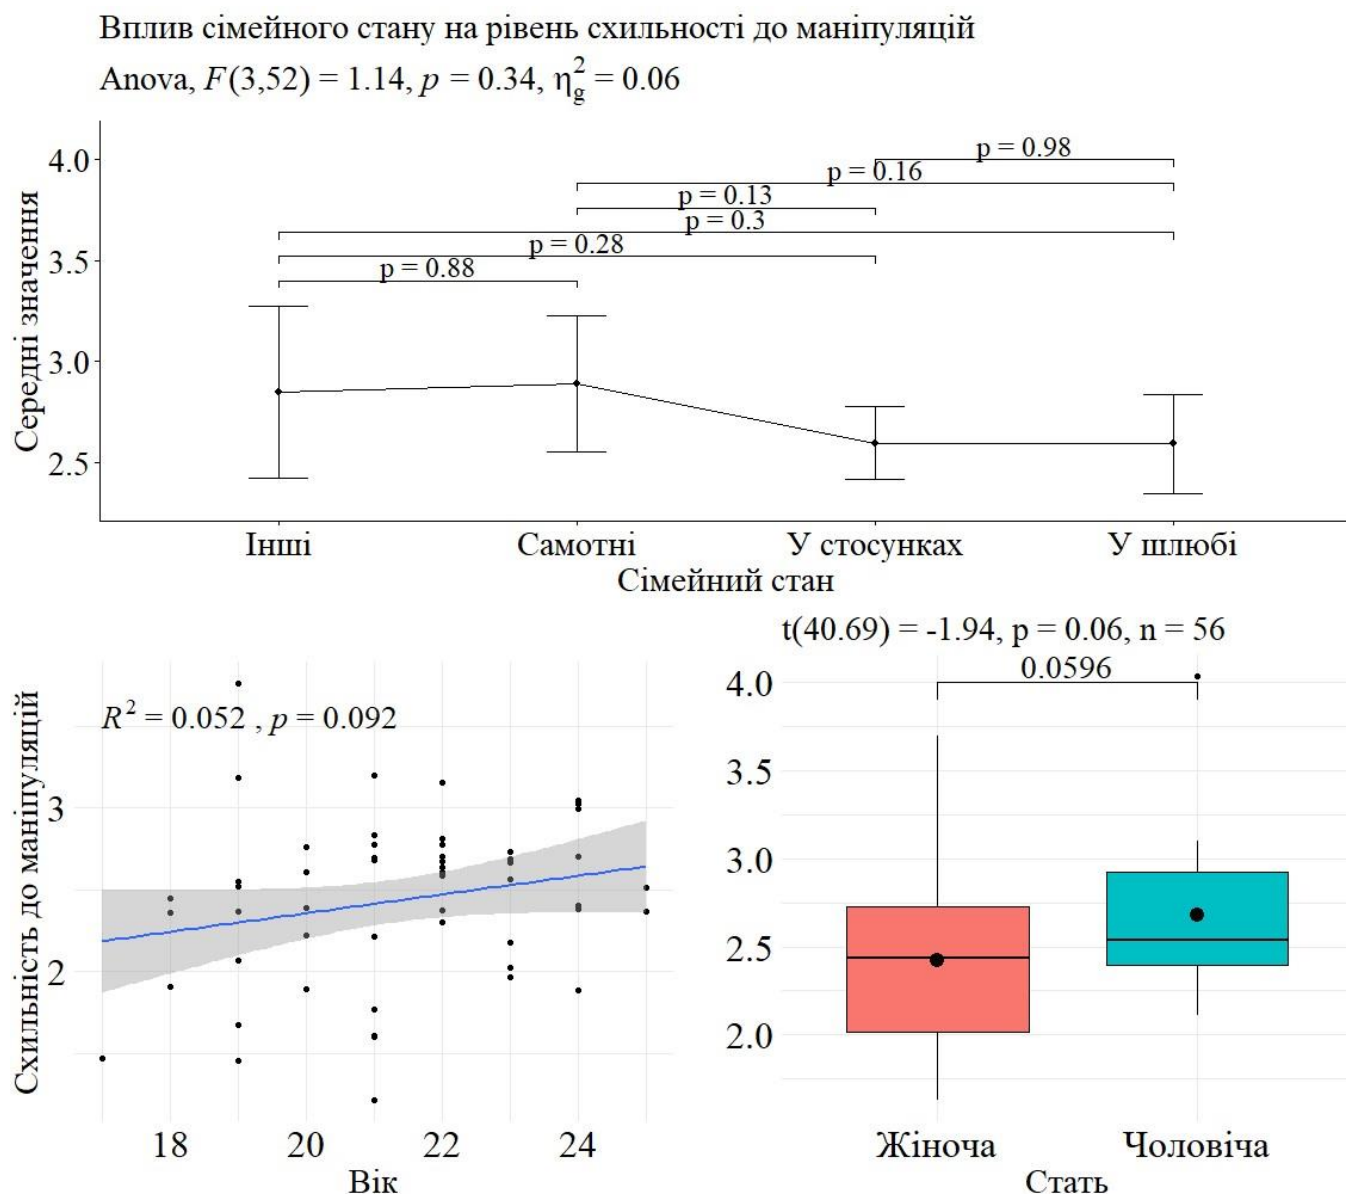 Вплив сімейного стану на рівень схильності до маніпуляцій
Anova, F(3,52) = 1.14, p = 0.34, η²g = 0.06
Середні значення
4.0
3.5
3.0
2.5
p = 0.98
p = 0.16
p = 0.13
p = 0.3
p = 0.28
p = 0.88
Інші Самотні У стосунках У шлюбі
Сімейний стан
Схильність до маніпуляцій
R² = 0.052 , p = 0.092
3
2
18 20 22 24
Вік
t(40.69) = -1.94, p = 0.06, n = 56
0.0596
4.0
3.5
3.0
2.5
2.0
Жіноча Чоловіча
Стать